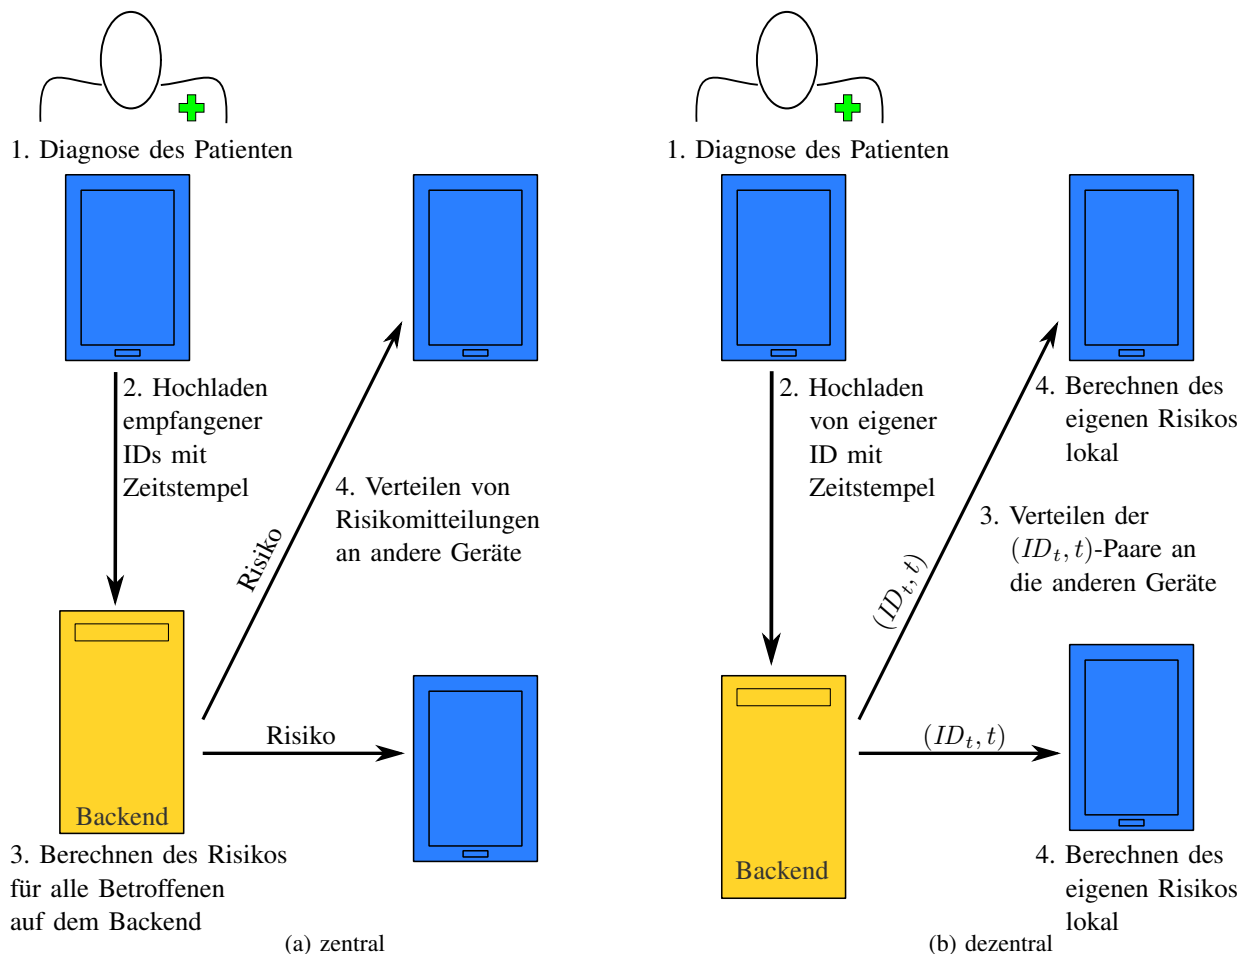 1. Diagnose des Patienten
2. Hochladen
empfangener
IDs mit
Zeitstempel
Risiko
4. Verteilen von
Risikomitteilungen
an andere Geräte
Risiko
Backend
3. Berechnen des Risikos
für alle Betroffenen
auf dem Backend
(a) zentral
1. Diagnose des Patienten
2. Hochladen
von eigener
ID mit
Zeitstempel
4. Berechnen des
eigenen Risikos
lokal
3. Verteilen der
(ID_t, t)-Paare an
die anderen Geräte
(ID_t, t)
(ID_t, t)
Backend
4. Berechnen des
eigenen Risikos
lokal
(b) dezentral